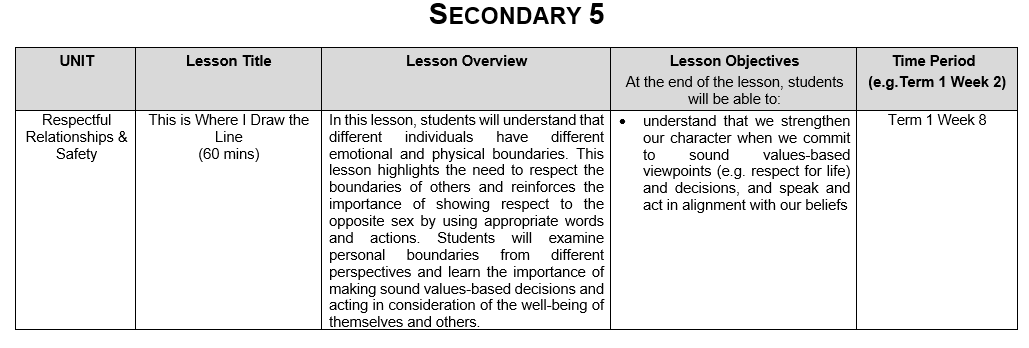 SECONDARY 5
UNIT
Lesson Title
Lesson Overview
Lesson Objectives
At the end of the lesson, students
will be able to:
Time Period
(e.g.Term 1 Week 2)
Respectful
Relationships &
Safety
This is Where I Draw the
Line
(60 mins)
In this lesson, students will understand that
different individuals have different
emotional and physical boundaries. This
lesson highlights the need to respect the
boundaries of others and reinforces the
importance of showing respect to the
opposite sex by using appropriate words
and actions. Students will examine
personal boundaries from different
perspectives and learn the importance of
making sound values-based decisions and
acting in consideration of the well-being of
themselves and others.
• understand that we strengthen
our character when we commit
to sound values-based
viewpoints (e.g. respect for life)
and decisions, and speak and
act in alignment with our beliefs
Term 1 Week 8